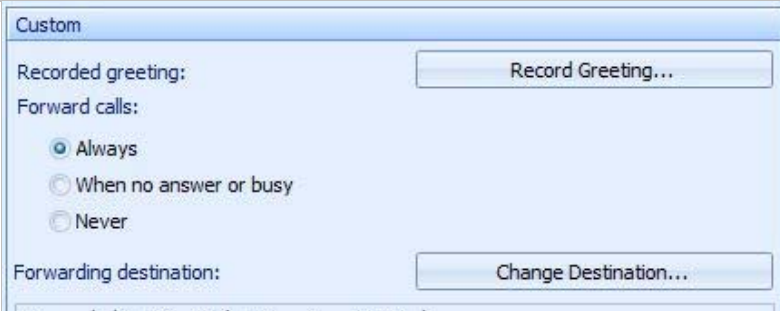 Custom
Recorded greeting: Record Greeting...
Forward calls:
Always
When no answer or busy
Never
Forwarding destination: Change Destination...